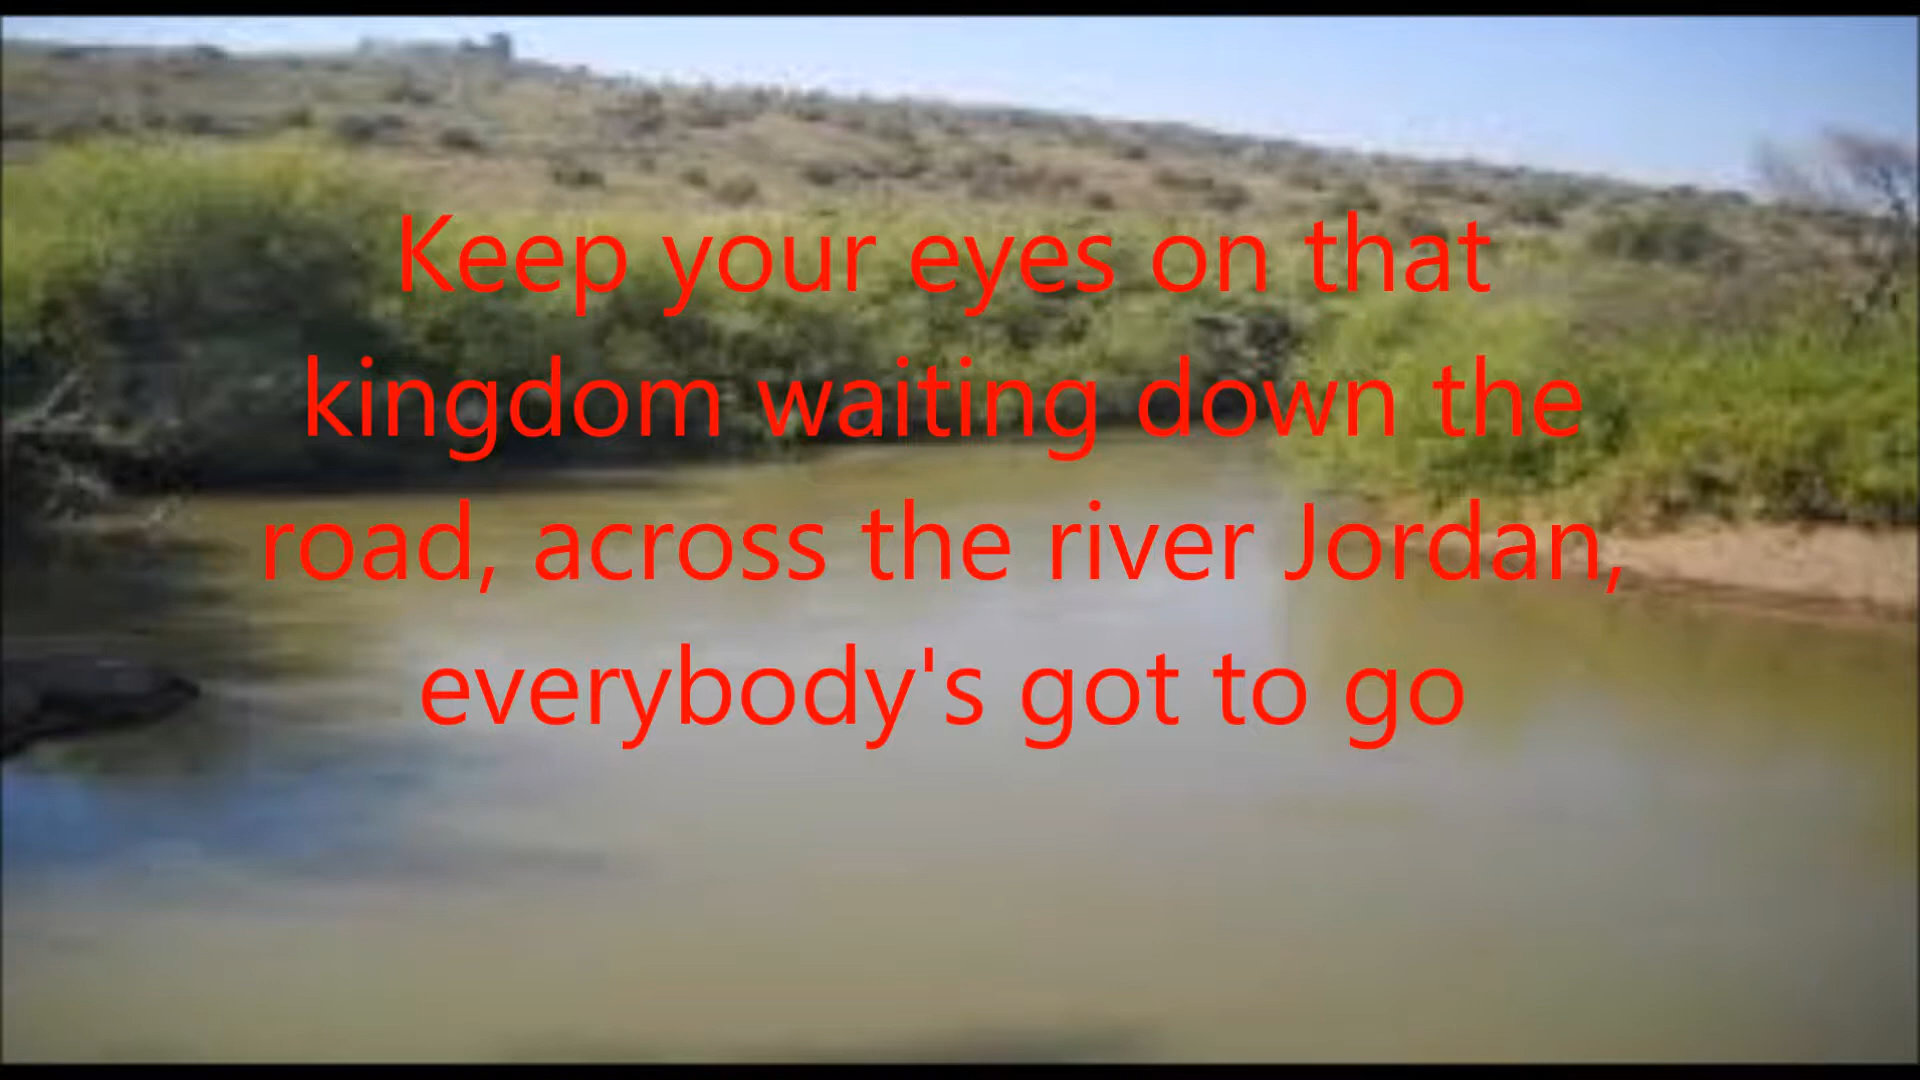 Keep your eyes on that
kingdom waiting down the
road, across the river Jordan,
everybody's got to go